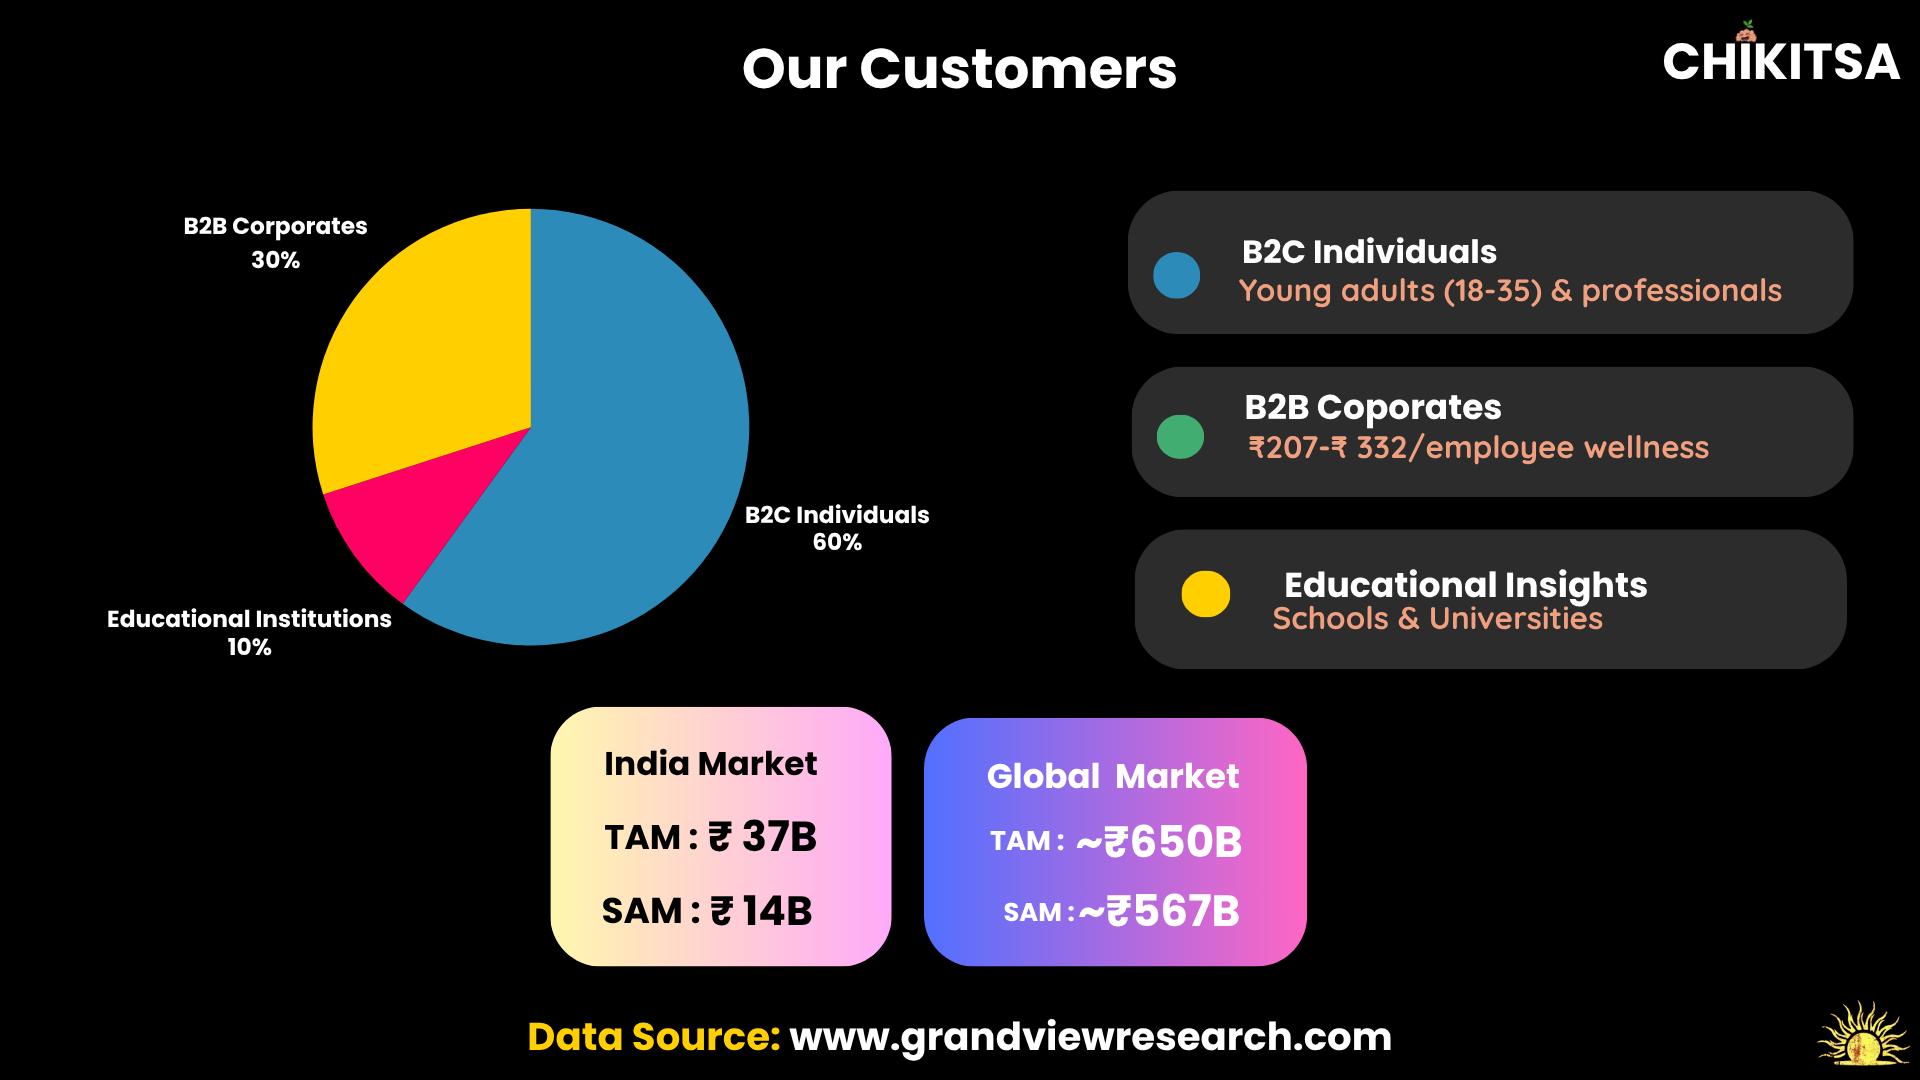 Our Customers
CHIKITSA
B2B Corporates
30%
B2C Individuals
60%
Educational Institutions
10%
B2C Individuals
Young adults (18-35) & professionals
B2B Coporates
₹207-₹ 332/employee wellness
Educational Insights
Schools & Universities
India Market
TAM : ₹ 37B
SAM : ₹ 14B
Global Market
TAM : ~₹650B
SAM :~₹567B
Data Source: www.grandviewresearch.com